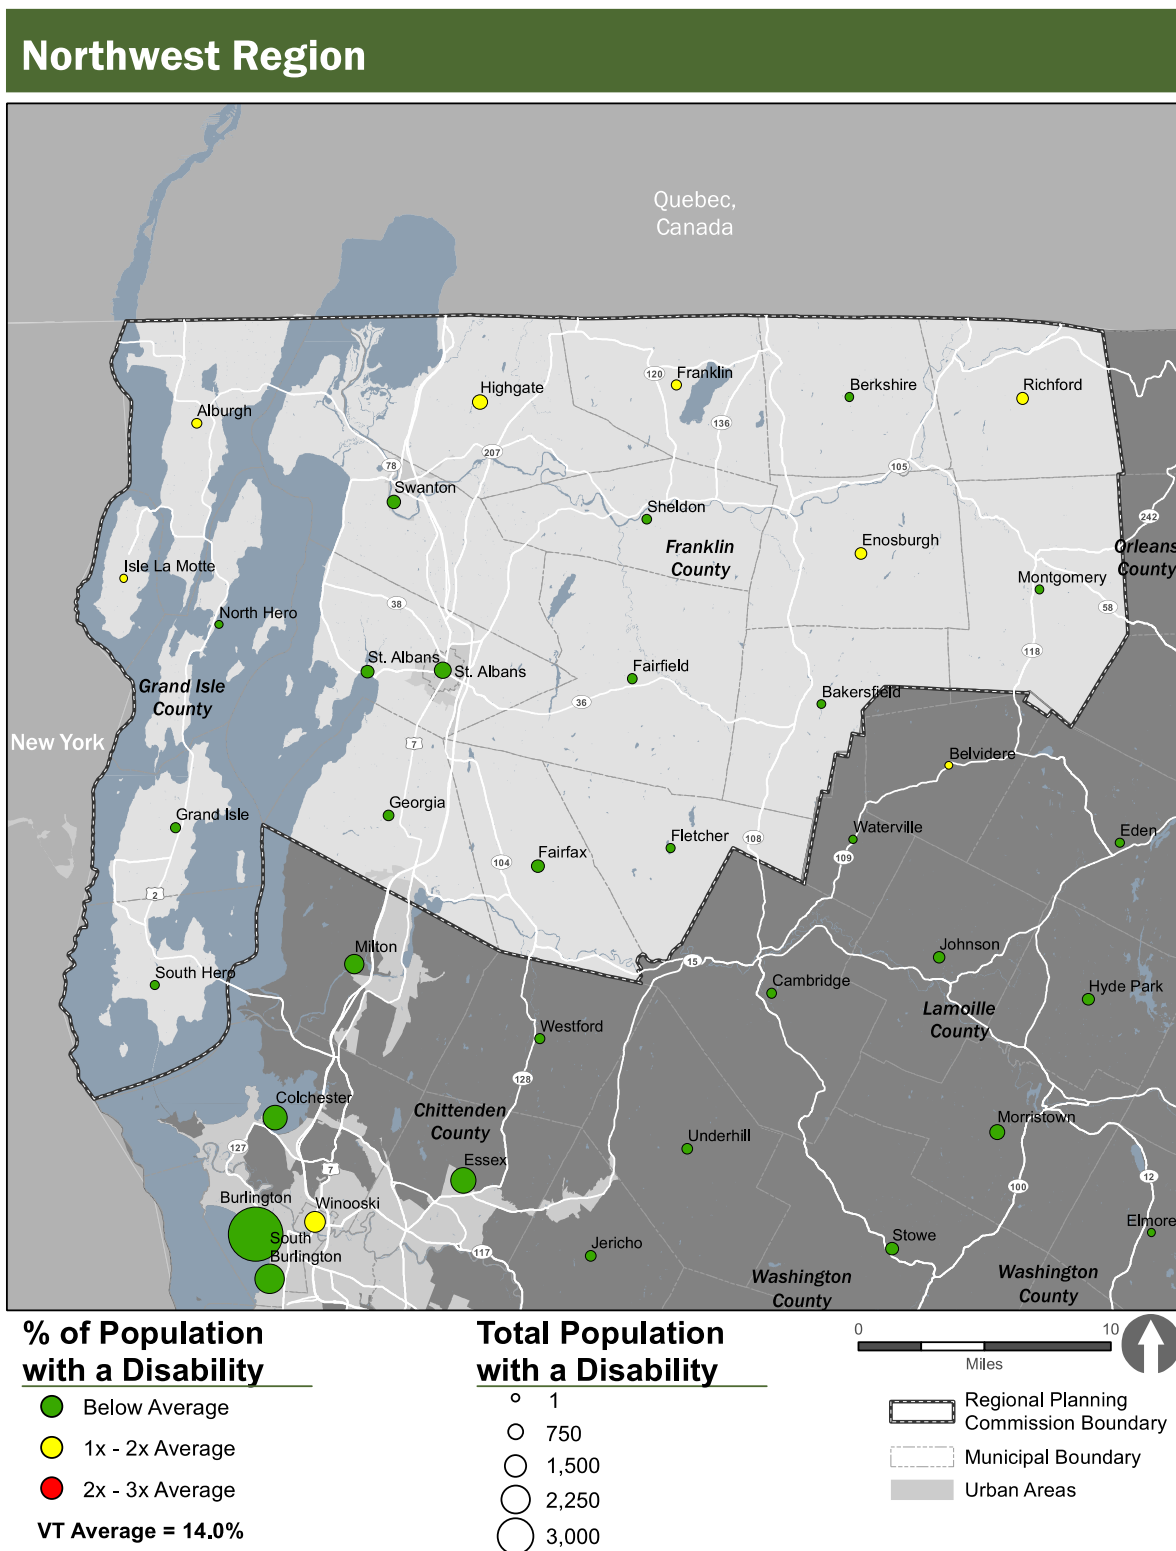 Northwest Region
Quebec,
Canada
Franklin
120
Highgate
Berkshire
Richford
Alburgh
136
207
78
105
Swanton
Sheldon
242
Enosburgh
Franklin
County
Orleans
County
Isle La Motte
Montgomery
38
58
North Hero
118
St. Albans
St. Albans
Fairfield
Grand Isle
County
Bakersfield
36
New York
7
Belvidere
Georgia
Grand Isle
Waterville
Eden
Fletcher
108
Fairfax
104
109
2
Milton
Johnson
15
South Hero
Cambridge
Hyde Park
Lamoille
County
Westford
128
Colchester
Chittenden
County
Morristown
Underhill
127
Essex
7
12
100
Burlington
Winooski
Elmore
South
Burlington
Jericho
Stowe
117
Washington
County
Washington
County
% of Population
with a Disability
Below Average
1x - 2x Average
2x - 3x Average
VT Average = 14.0%
Total Population
with a Disability
1
750
1,500
2,250
3,000
0 10
Miles
Regional Planning
Commission Boundary
Municipal Boundary
Urban Areas